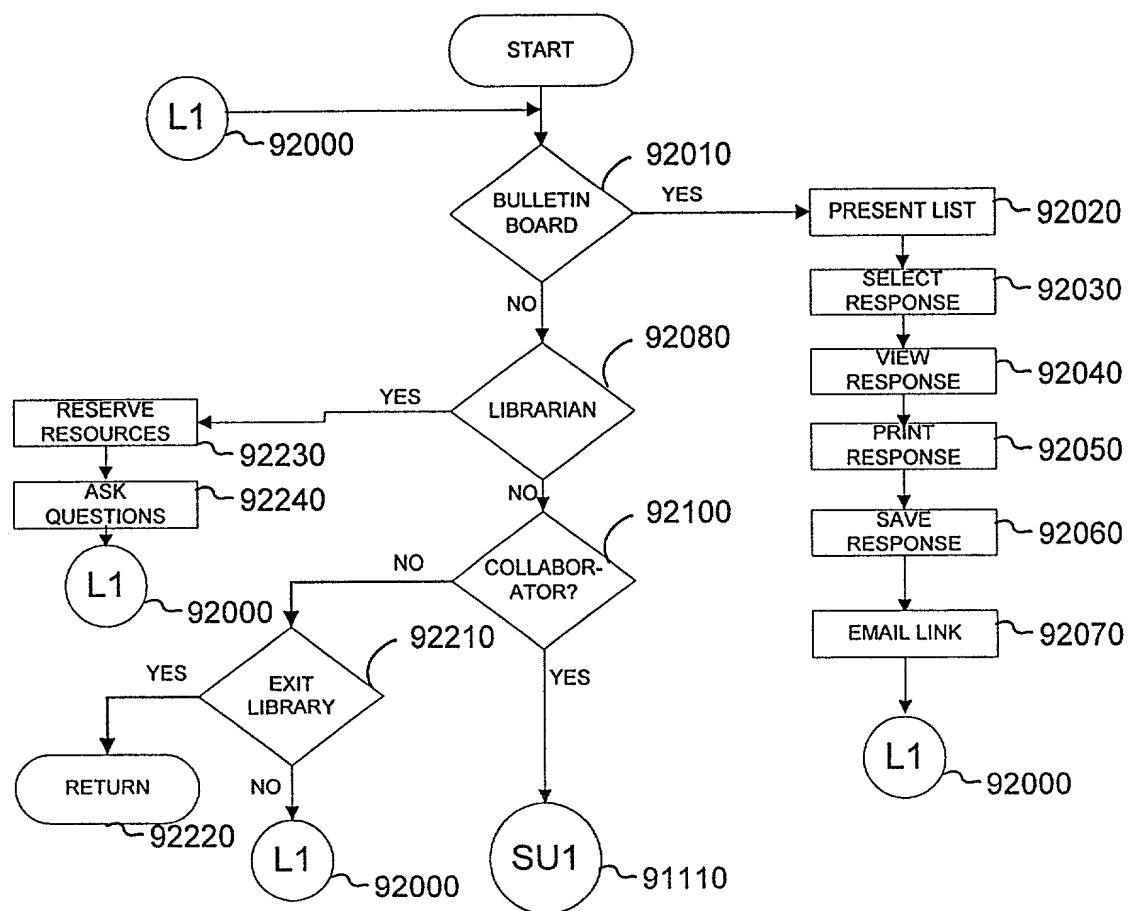 START
L1
92000
92010
BULLETIN
BOARD
YES
PRESENT LIST
92020
NO
SELECT
RESPONSE
92030
92080
VIEW
RESPONSE
92040
YES
LIBRARIAN
RESERVE
RESOURCES
92230
PRINT
RESPONSE
92050
ASK
QUESTIONS
92240
NO
92100
SAVE
RESPONSE
92060
L1
92000
NO
COLLABOR-
ATOR?
92210
EMAIL LINK
92070
YES
EXIT
LIBRARY
YES
RETURN
92220
NO
L1
92000
L1
92000
SU1
91110